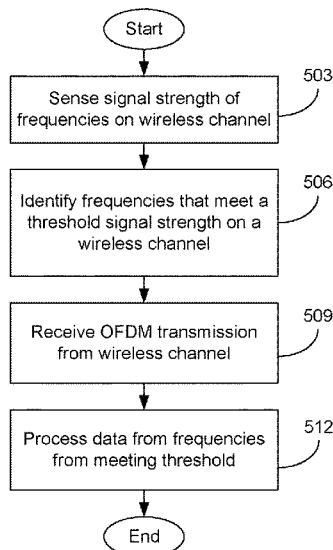 Start
503
Sense signal strength of
frequencies on wireless channel
506
Identify frequencies that meet a
threshold signal strength on a
wireless channel
509
Receive OFDM transmission
from wireless channel
512
Process data from frequencies
from meeting threshold
End